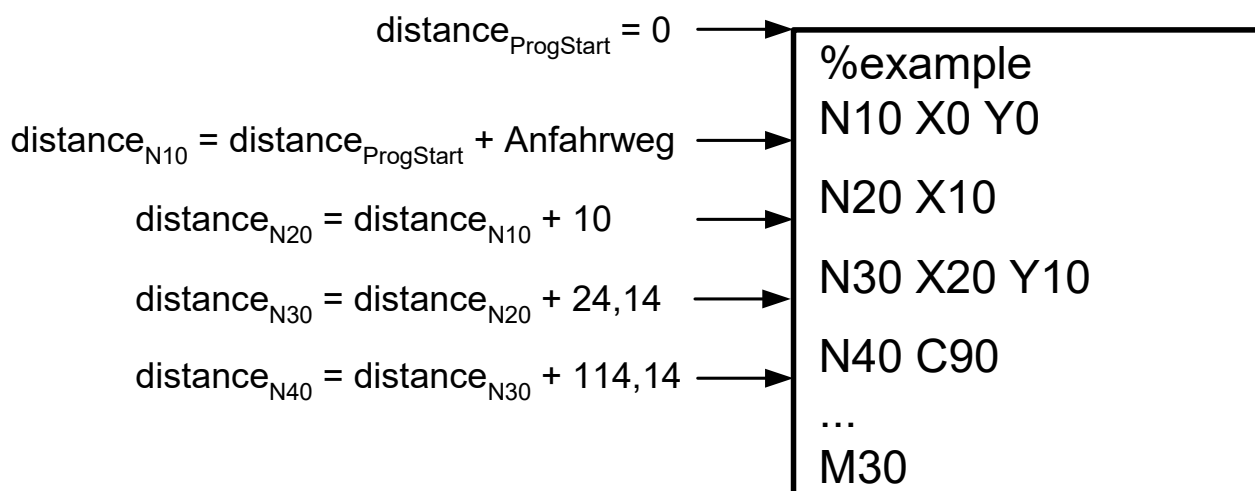 distance_ProgStart = 0
%example
N10 X0 Y0
distance_N10 = distance_ProgStart + Anfahrweg
distance_N20 = distance_N10 + 10
N20 X10
distance_N30 = distance_N20 + 24,14
N30 X20 Y10
distance_N40 = distance_N30 + 114,14
N40 C90
...
M30